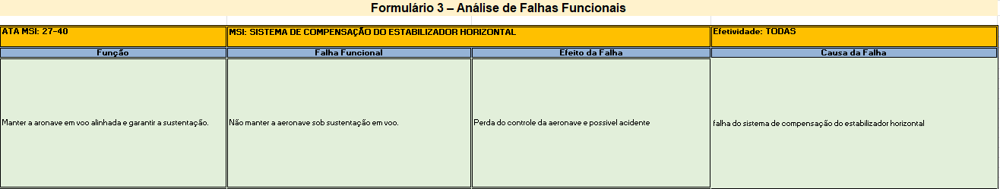 Formulário 3 – Análise de Falhas Funcionais
ATA MSI: 27-40
MSI: SISTEMA DE COMPENSAÇÃO DO ESTABILIZADOR HORIZONTAL
Efetividade: TODAS
Função
Falha Funcional
Efeito da Falha
Causa da Falha
Manter a aronave em voo alinhada e garantir a sustentação.
Não manter a aeronave sob sustentação em voo.
Perda do controle da aeronave e possivel acidente
falha do sistema de compensação do estabilizador horizontal